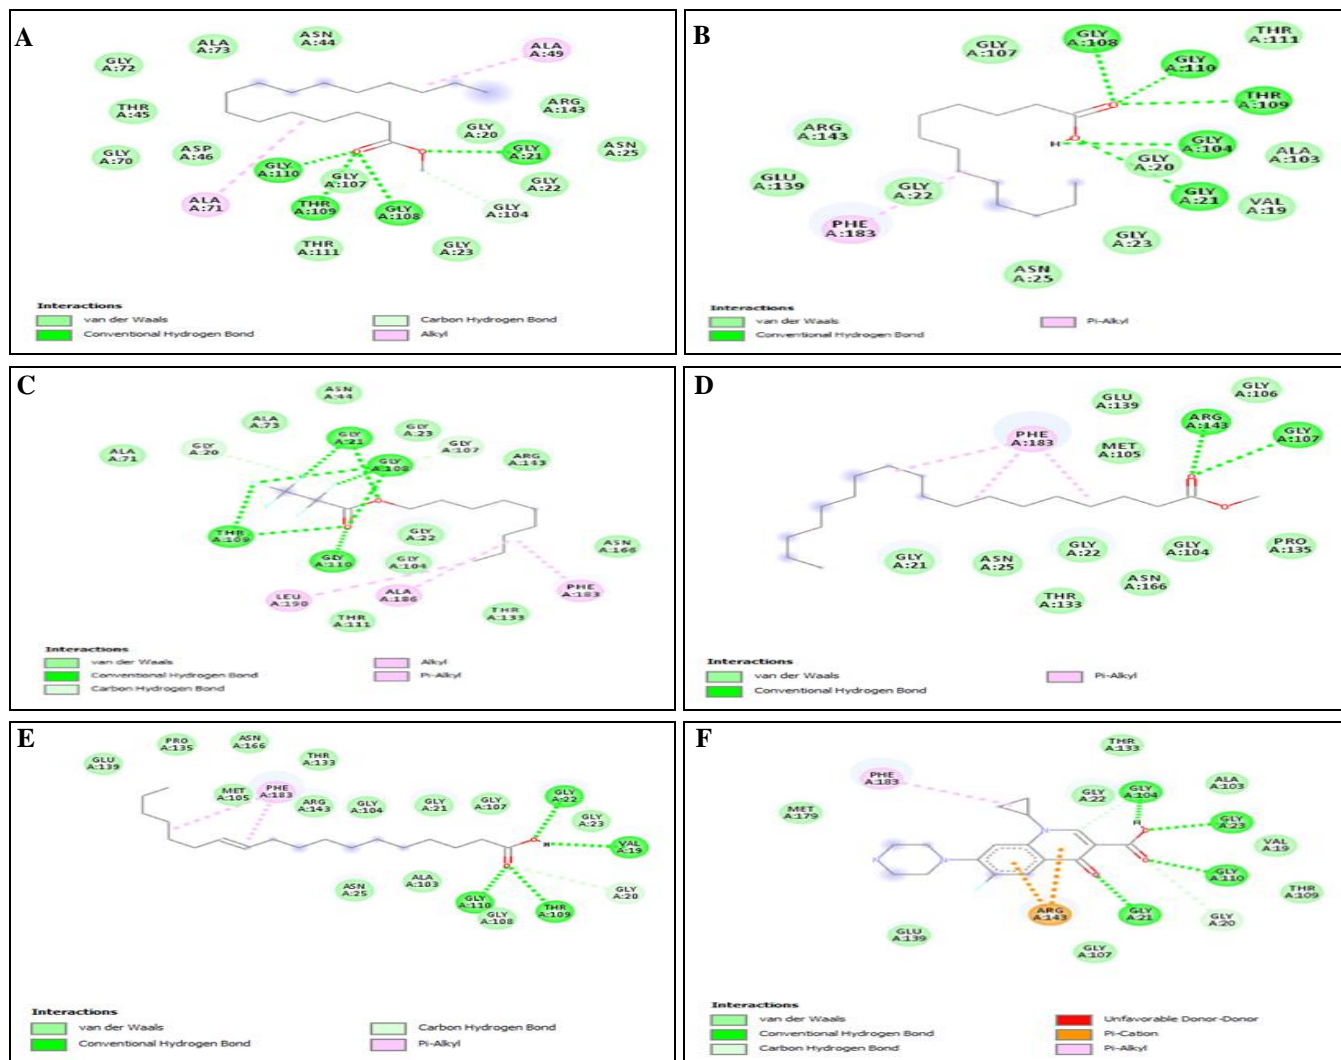 A
ASN
A:44
ALA
A:73
ALA
A:49
GLY
A:72
ARG
A:143
THR
A:45
GLY
A:20
GLY
A:21
ASN
A:25
ASP
A:46
GLY
A:70
GLY
A:110
GLY
A:107
GLY
A:22
ALA
A:71
THR
A:109
GLY
A:108
GLY
A:104
THR
A:111
GLY
A:23
Interactions
van der Waals
Conventional Hydrogen Bond
Carbon Hydrogen Bond
Alkyl
B
GLY
A:108
THR
A:111
GLY
A:107
GLY
A:110
THR
A:109
ARG
A:143
GLY
A:104
GLY
A:20
ALA
A:103
GLU
A:139
GLY
A:22
GLY
A:21
VAL
A:19
PHE
A:183
GLY
A:23
ASN
A:25
Interactions
van der Waals
Conventional Hydrogen Bond
Pi-Alkyl
O
O
H
C
ASN
A:44
ALA
A:73
GLY
A:21
GLY
A:23
ALA
A:71
GLY
A:20
GLY
A:107
GLY
A:108
ARG
A:143
THR
A:109
GLY
A:22
GLY
A:110
GLY
A:104
ASN
A:166
LEU
A:190
ALA
A:186
PHE
A:183
THR
A:111
THR
A:133
Interactions
van der Waals
Conventional Hydrogen Bond
Carbon Hydrogen Bond
Alkyl
Pi-Alkyl
D
GLU
A:139
GLY
A:106
ARG
A:143
PHE
A:183
MET
A:105
GLY
A:107
GLY
A:21
ASN
A:25
GLY
A:22
GLY
A:104
PRO
A:135
ASN
A:166
THR
A:133
Interactions
van der Waals
Conventional Hydrogen Bond
Pi-Alkyl
E
PRO
A:135
ASN
A:166
GLU
A:139
THR
A:133
MET
A:105
PHE
A:183
ARG
A:143
GLY
A:104
GLY
A:21
GLY
A:107
GLY
A:22
GLY
A:23
VAL
A:19
ASN
A:25
ALA
A:103
GLY
A:110
GLY
A:108
THR
A:109
GLY
A:20
Interactions
van der Waals
Conventional Hydrogen Bond
Carbon Hydrogen Bond
Pi-Alkyl
F
THR
A:133
PHE
A:183
GLY
A:22
GLY
A:104
ALA
A:103
MET
A:179
GLY
A:23
VAL
A:19
GLY
A:110
THR
A:109
ARG
A:143
GLY
A:21
GLY
A:20
GLU
A:139
GLY
A:107
Interactions
van der Waals
Conventional Hydrogen Bond
Carbon Hydrogen Bond
Unfavorable Donor-Donor
Pi-Cation
Pi-Alkyl